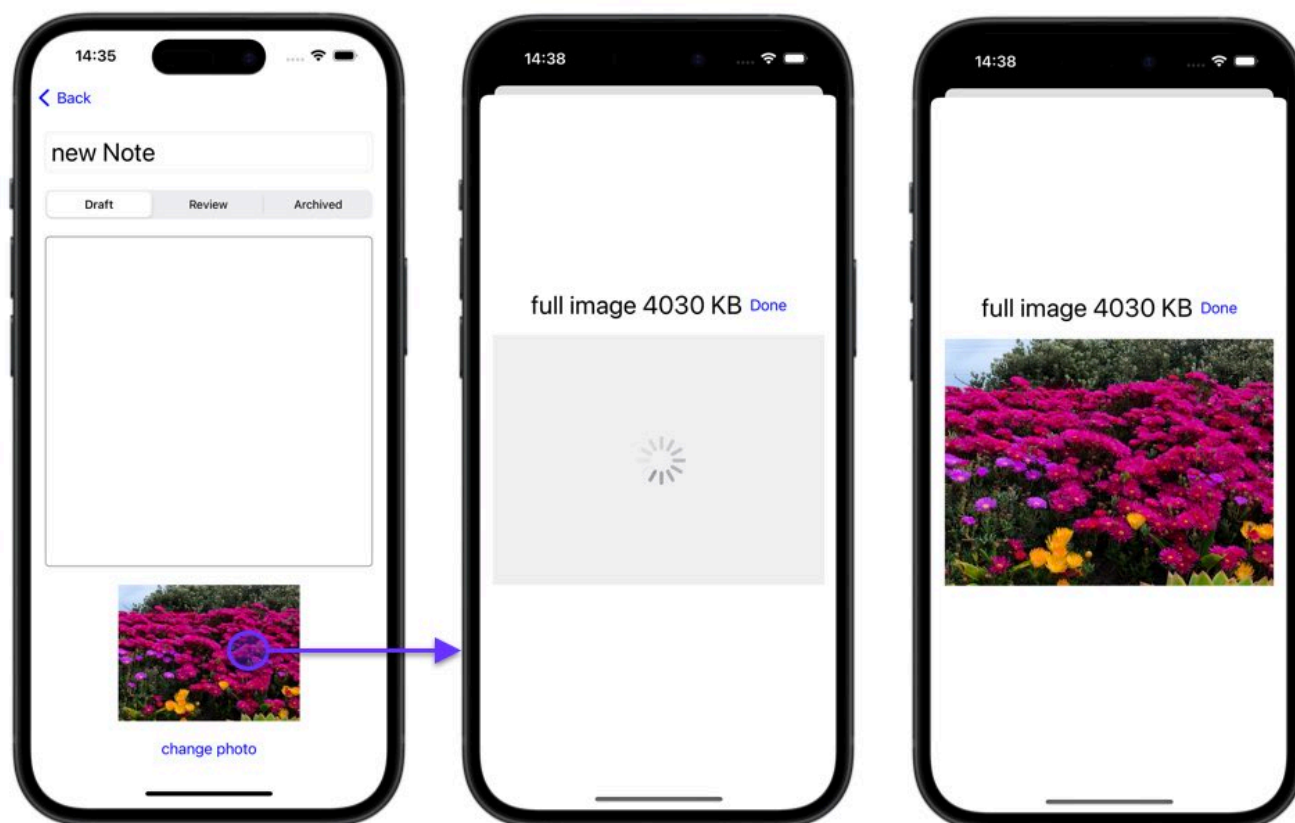 14:35
Back
new Note
Draft Review Archived
change photo
14:38
full image 4030 KB Done
14:38
full image 4030 KB Done